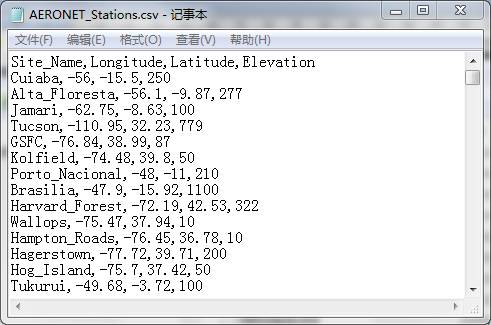 AERONET_Stations.csv - 记事本
文件(F) 编辑(E) 格式(O) 查看(V) 帮助(H)
Site_Name,Longitude,Latitude,Elevation
Cuiaba,-56,-15.5,250
Alta_Floresta,-56.1,-9.87,277
Jamari,-62.75,-8.63,100
Tucson,-110.95,32.23,779
GSFC,-76.84,38.99,87
Kolfield,-74.48,39.8,50
Porto_Nacional,-48,-11,210
Brasilia,-47.9,-15.92,1100
Harvard_Forest,-72.19,42.53,322
Wallops,-75.47,37.94,10
Hampton_Roads,-76.45,36.78,10
Hagerstown,-77.72,39.71,200
Hog_Island,-75.7,37.42,50
Tukurui,-49.68,-3.72,100